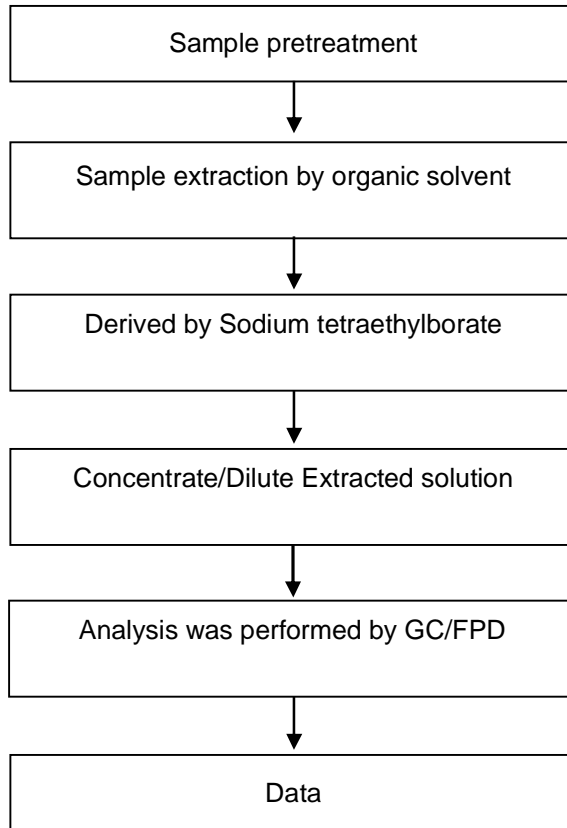 Sample pretreatment
Sample extraction by organic solvent
Derived by Sodium tetraethylborate
Concentrate/Dilute Extracted solution
Analysis was performed by GC/FPD
Data